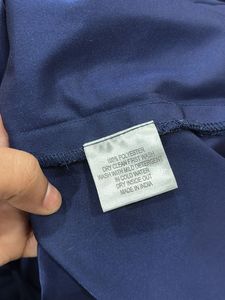 100% POLYESTER
DRY CLEAN FIRST WASH
WASH WITH MILD DETERGENT
IN COLD WATER
DRY INSIDE OUT
MADE IN INDIA